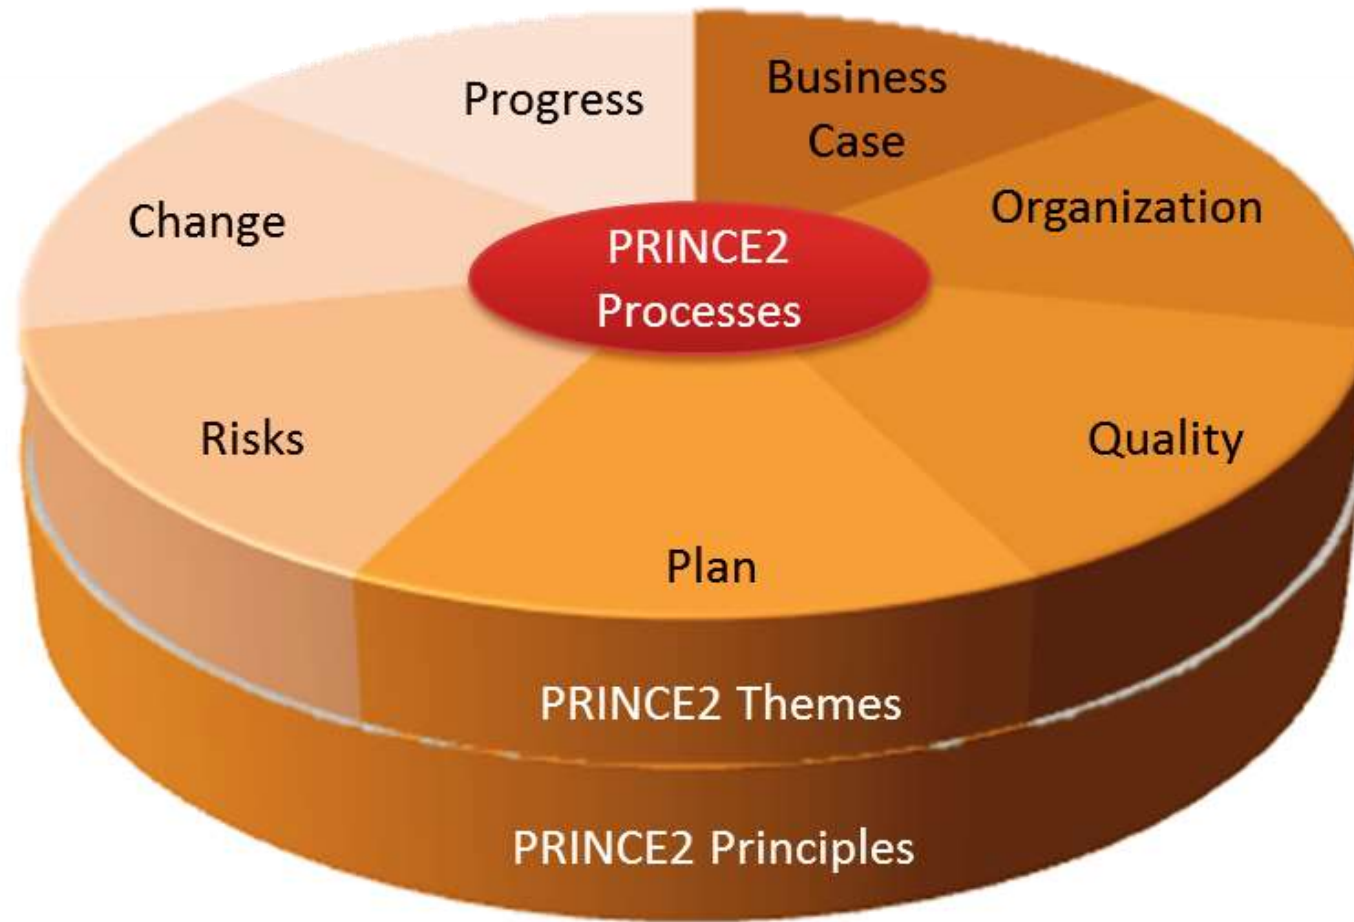 Progress
Business
Case
Change
Organization
PRINCE2
Processes
Risks
Quality
Plan
PRINCE2 Themes
PRINCE2 Principles